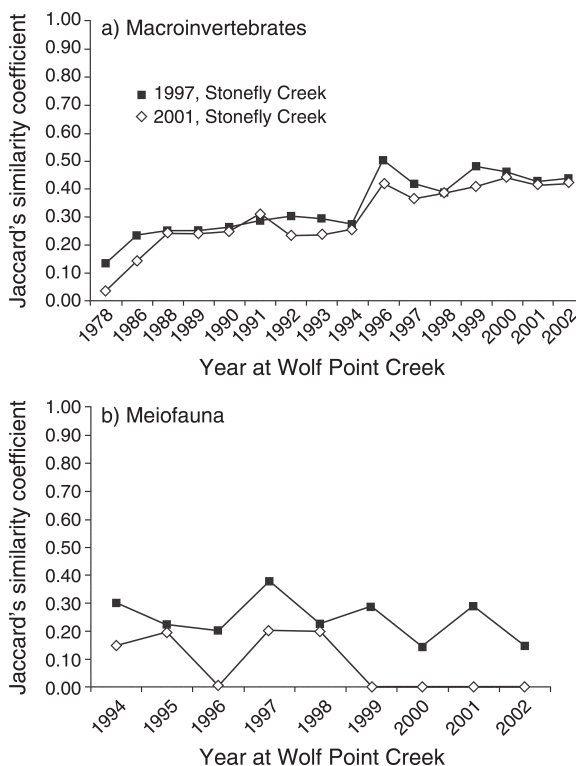 a) Macroinvertebrates
Jaccard's similarity coefficient
1.00
0.90
0.80
0.70
0.60
0.50
0.40
0.30
0.20
0.10
0.00
1997, Stonefly Creek
2001, Stonefly Creek
1978 1986 1988 1989 1990 1991 1992 1993 1994 1996 1997 1998 1999 2000 2001 2002
Year at Wolf Point Creek
b) Meiofauna
Jaccard's similarity coefficient
1.00
0.90
0.80
0.70
0.60
0.50
0.40
0.30
0.20
0.10
0.00
1994 1995 1996 1997 1998 1999 2000 2001 2002
Year at Wolf Point Creek